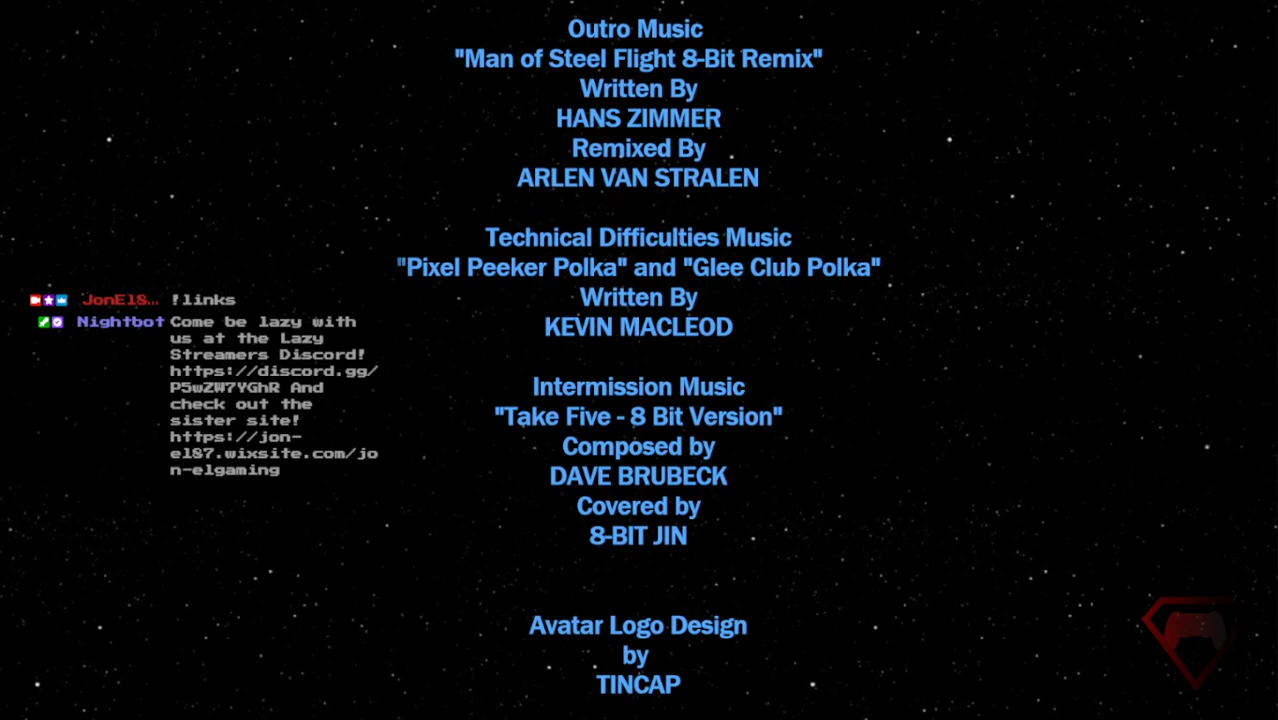 Outro Music
"Man of Steel Flight 8-Bit Remix"
Written By
HANS ZIMMER
Remixed By
ARLEN VAN STRALEN
Technical Difficulties Music
"Pixel Peeker Polka" and "Glee Club Polka"
Written By
KEVIN MACLEOD
Intermission Music
"Take Five - 8 Bit Version"
Composed by
DAVE BRUBECK
Covered by
8-BIT JIN
Avatar Logo Design
by
TINCAP
JonEl8... !links
Nightbot Come be lazy with
us at the Lazy
Streamers Discord!
https://discord.gg/
P5wZW7YGhR And
check out the
sister site!
https://jon-
el87.wixsite.com/jo
n-elgaming